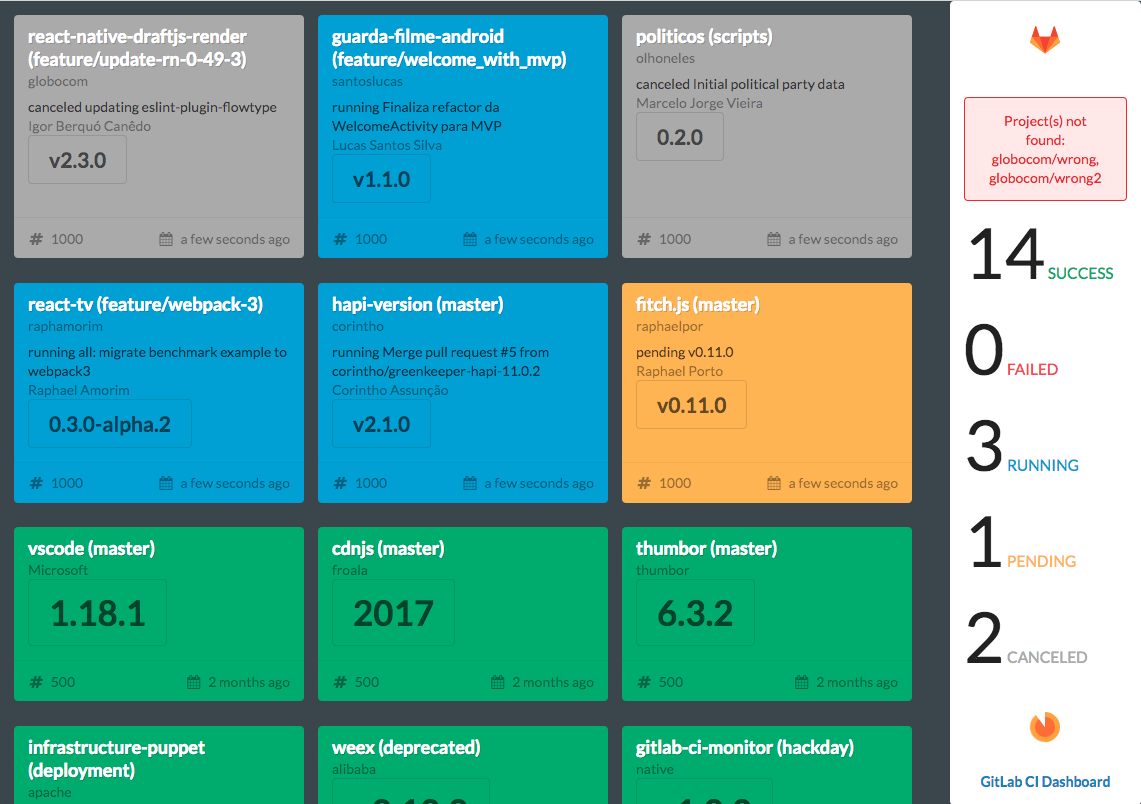 react-native-draftjs-render
(feature/update-rn-0-49-3)
globocom
canceled updating eslint-plugin-flowtype
Igor Berquó Canêdo
v2.3.0
# 1000 a few seconds ago
guarda-filme-android
(feature/welcome_with_mvp)
santoslucas
running Finaliza refactor da
WelcomeActivity para MVP
Lucas Santos Silva
v1.1.0
# 1000 a few seconds ago
politicos (scripts)
olhoneles
canceled Initial political party data
Marcelo Jorge Vieira
0.2.0
# 1000 a few seconds ago
react-tv (feature/webpack-3)
raphamorim
running all: migrate benchmark example to
webpack3
Raphael Amorim
0.3.0-alpha.2
# 1000 a few seconds ago
hapi-version (master)
corintho
running Merge pull request #5 from
corintho/greenkeeper-hapi-11.0.2
Corintho Assunção
v2.1.0
# 1000 a few seconds ago
fitch.js (master)
raphaelpor
pending v0.11.0
Raphael Porto
v0.11.0
# 1000 a few seconds ago
vscode (master)
Microsoft
1.18.1
# 500 2 months ago
cdnjs (master)
froala
2017
# 500 2 months ago
thumbor (master)
thumbor
6.3.2
# 500 2 months ago
infrastructure-puppet
(deployment)
apache
weex (deprecated)
alibaba
gitlab-ci-monitor (hackday)
native
Project(s) not
found:
globocom/wrong,
globocom/wrong2
14 SUCCESS
0 FAILED
3 RUNNING
1 PENDING
2 CANCELED
GitLab CI Dashboard